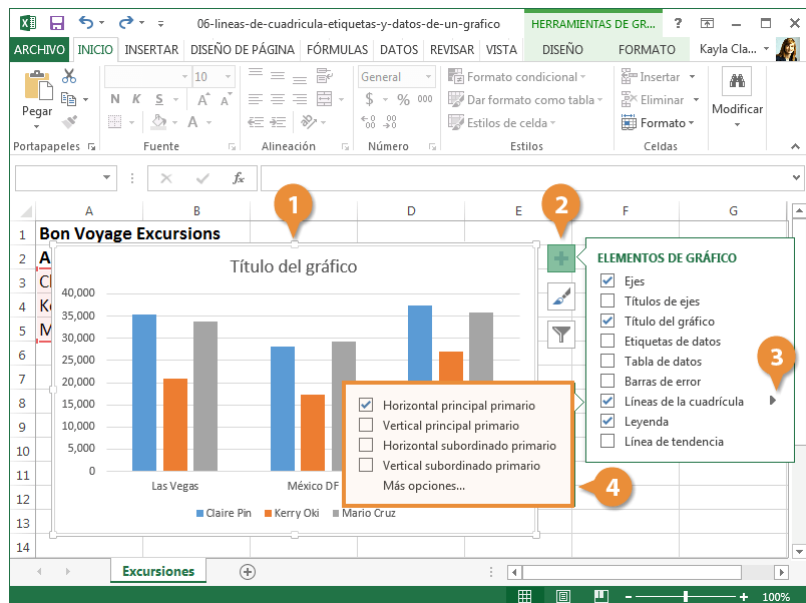 06-lineas-de-cuadricula-etiquetas-y-datos-de-un-grafico
HERRAMIENTAS DE GR... ?
ARCHIVO INICIO INSERTAR DISEÑO DE PÁGINA FÓRMULAS DATOS REVISAR VISTA DISEÑO FORMATO Kayla Cla...
Pegar
10
N K S A A
A
General
$ % 000
Formato condicional
Dar formato como tabla
Estilos de celda
Insertar
Eliminar
Formato
Modificar
Portapapeles Fuente Alineación Número Estilos Celdas
fx
1 2
A B D E F G
1 Bon Voyage Excursions
2 A
3 Cl
4 Ke
5 M
6
7
8
9
10
11
12
13
14
Título del gráfico
40,000
35,000
30,000
25,000
20,000
15,000
10,000
5,000
0
Las Vegas México DF
Claire Pin Kerry Oki Mario Cruz
ELEMENTOS DE GRÁFICO
Ejes
Títulos de ejes
Título del gráfico
Etiquetas de datos
Tabla de datos
Barras de error
Líneas de la cuadrícula
Leyenda
Línea de tendencia
3
Horizontal principal primario
Vertical principal primario
Horizontal subordinado primario
Vertical subordinado primario
Más opciones...
4
Excursiones
100%